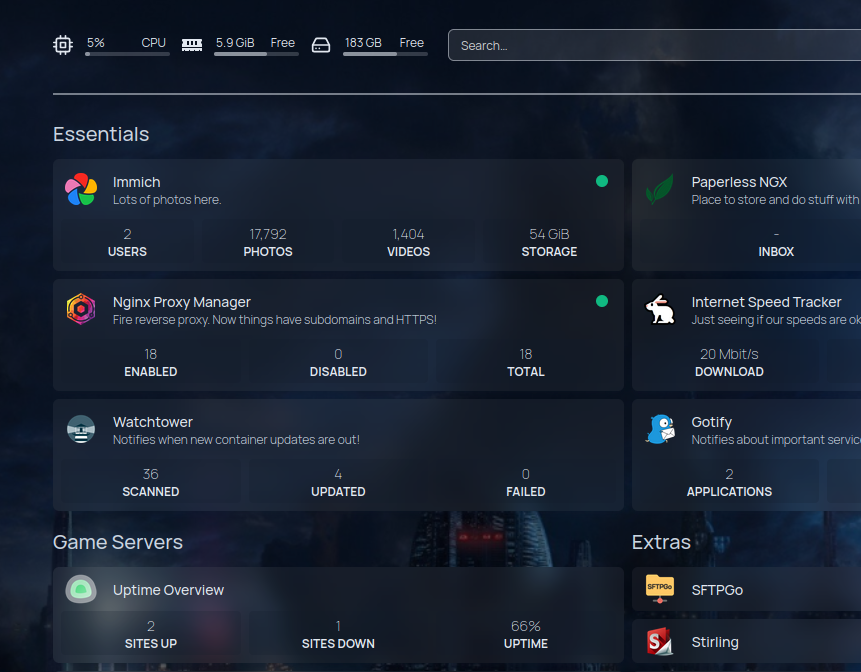 5% CPU 5.9 GiB Free 183 GB Free Search...
Essentials
Immich
Lots of photos here.
2 17,792 1,404 54 GiB
USERS PHOTOS VIDEOS STORAGE
Paperless NGX
Place to store and do stuff with
-
INBOX
Nginx Proxy Manager
Fire reverse proxy. Now things have subdomains and HTTPS!
18 0 18
ENABLED DISABLED TOTAL
Internet Speed Tracker
Just seeing if our speeds are ok
20 Mbit/s
DOWNLOAD
Watchtower
Notifies when new container updates are out!
36 4 0
SCANNED UPDATED FAILED
Gotify
Notifies about important servic
2
APPLICATIONS
Game Servers
Uptime Overview
2 1 66%
SITES UP SITES DOWN UPTIME
Extras
SFTPGo
SFTPGo
S
Stirling